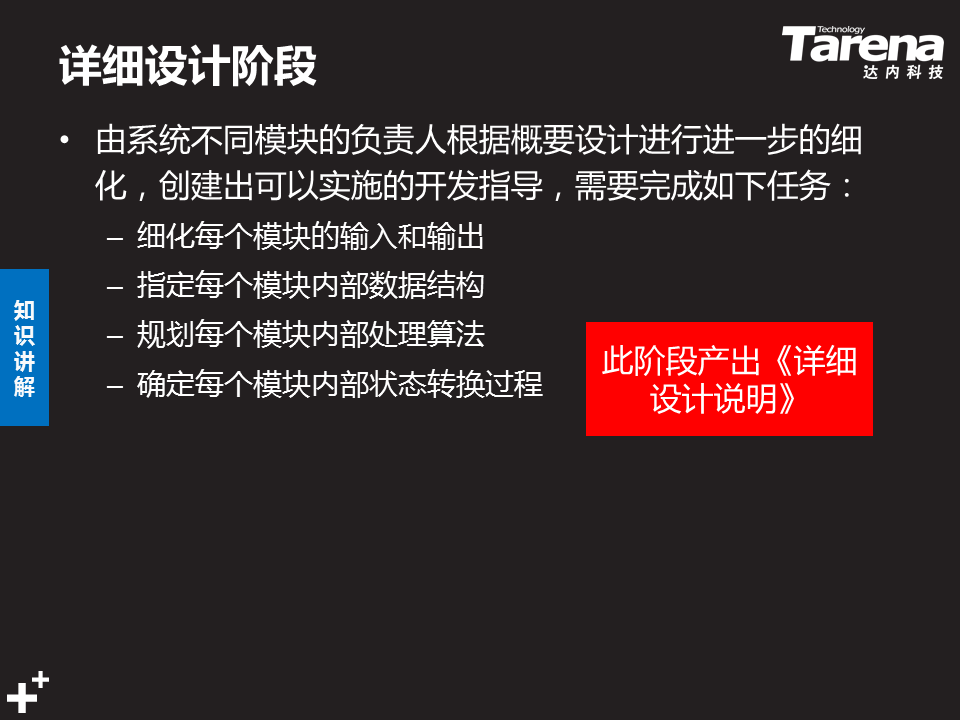 详细设计阶段
Technology
Tarena
达内科技
• 由系统不同模块的负责人根据概要设计进行进一步的细
化，创建出可以实施的开发指导，需要完成如下任务：
– 细化每个模块的输入和输出
– 指定每个模块内部数据结构
– 规划每个模块内部处理算法
– 确定每个模块内部状态转换过程
知
识
讲
解
此阶段产出《详细
设计说明》